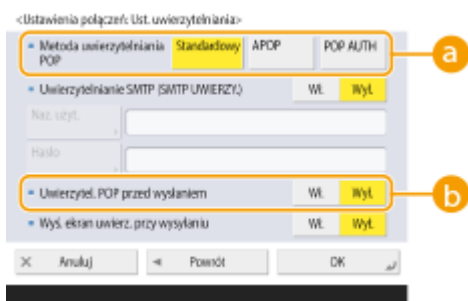 <Ustawienia połączeń: Ust. uwierzytelniania>
Metoda uwierzytelniania POP Standardowy APOP POP AUTH
a
Uwierzytelnianie SMTP (SMTP UWIERZY.) Wł. Wył.
Naz. użyt.
Hasło
Uwierzytel. POP przed wysłaniem Wł. Wył.
b
Wyś. ekran uwierz. przy wysyłaniu Wł. Wył.
Anuluj Powrót OK